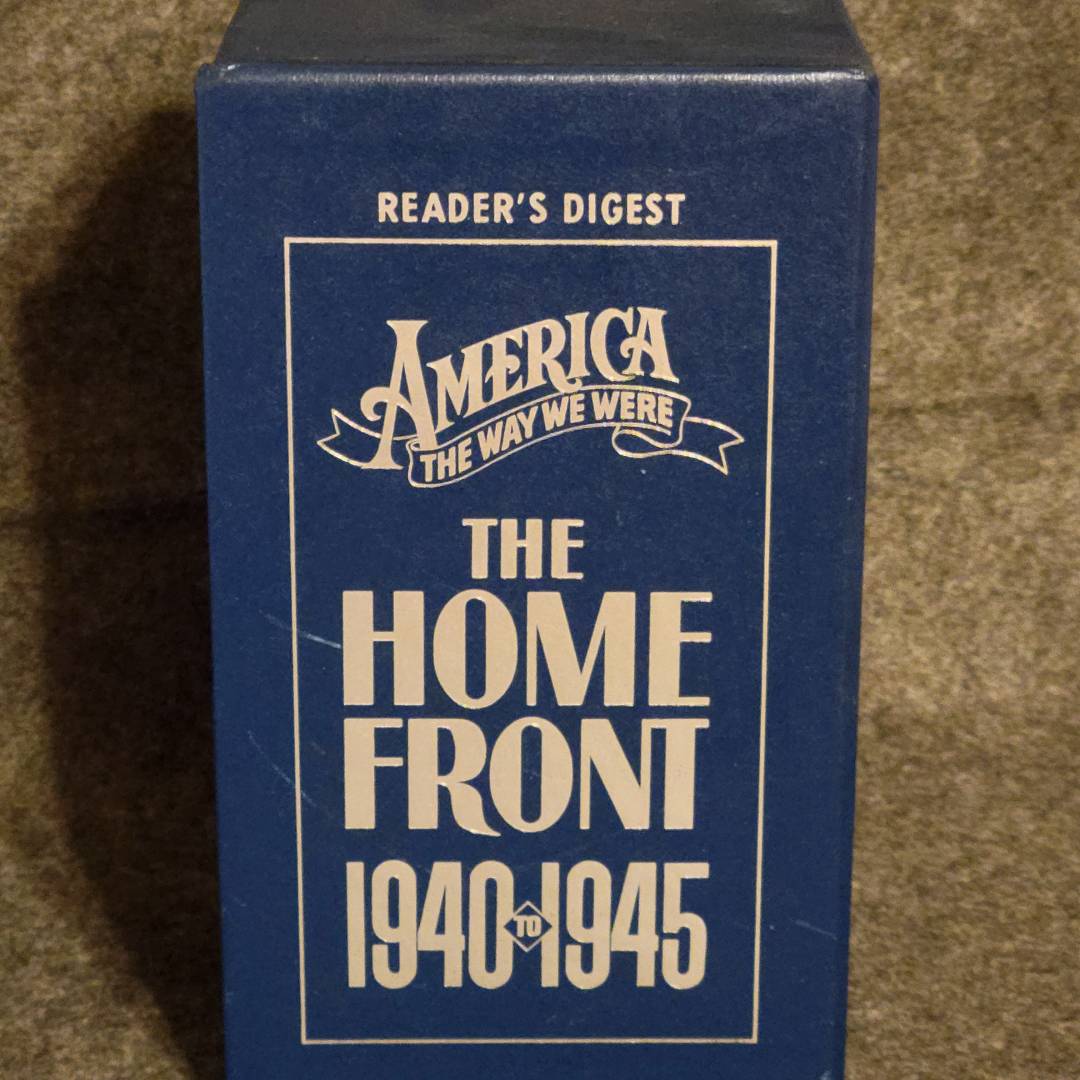 READER'S DIGEST
AMERICA
THE WAY WE WERE
THE
HOME
FRONT
1940 TO 1945